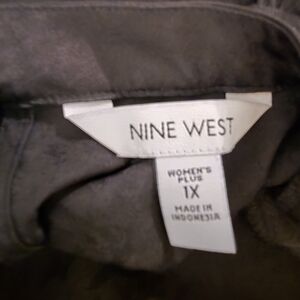 NINE WEST
WOMEN'S
PLUS
1X
MADE IN
INDONESIA